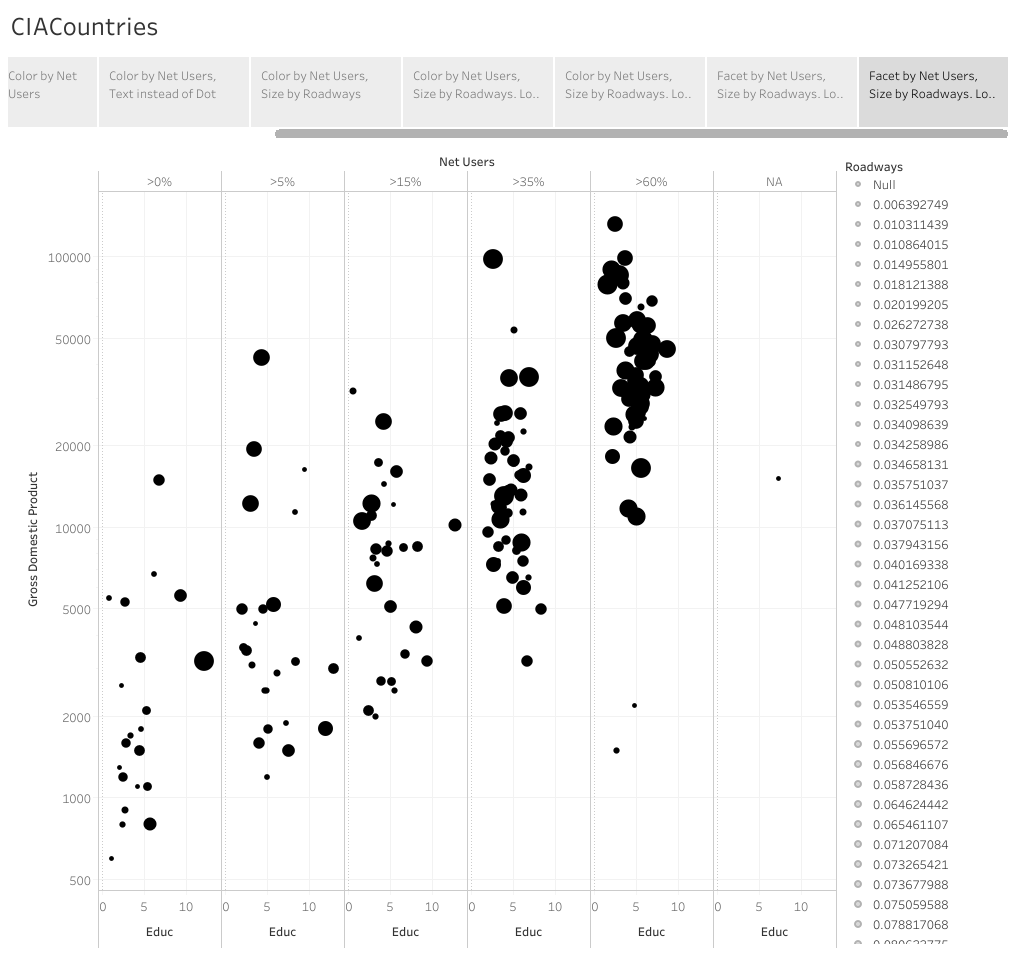 CIACountries
Color by Net
Users
Color by Net Users,
Text instead of Dot
Color by Net Users,
Size by Roadways
Color by Net Users,
Size by Roadways. Lo..
Color by Net Users,
Size by Roadways. Lo..
Facet by Net Users,
Size by Roadways. Lo..
Facet by Net Users,
Size by Roadways. Lo..
Net Users
>0% >5% >15% >35% >60% NA
Gross Domestic Product
100000
50000
20000
10000
5000
2000
1000
500
0 5 10 0 5 10 0 5 10 0 5 10 0 5 10 0 5 10
Educ Educ Educ Educ Educ Educ
Roadways
Null
0.006392749
0.010311439
0.010864015
0.014955801
0.018121388
0.020199205
0.026272738
0.030797793
0.031152648
0.031486795
0.032549793
0.034098639
0.034258986
0.034658131
0.035751037
0.036145568
0.037075113
0.037943156
0.040169338
0.041252106
0.047719294
0.048103544
0.048803828
0.050552632
0.050810106
0.053546559
0.053751040
0.055696572
0.056846676
0.058728436
0.064624442
0.065461107
0.071207084
0.073265421
0.073677988
0.075059588
0.078817068